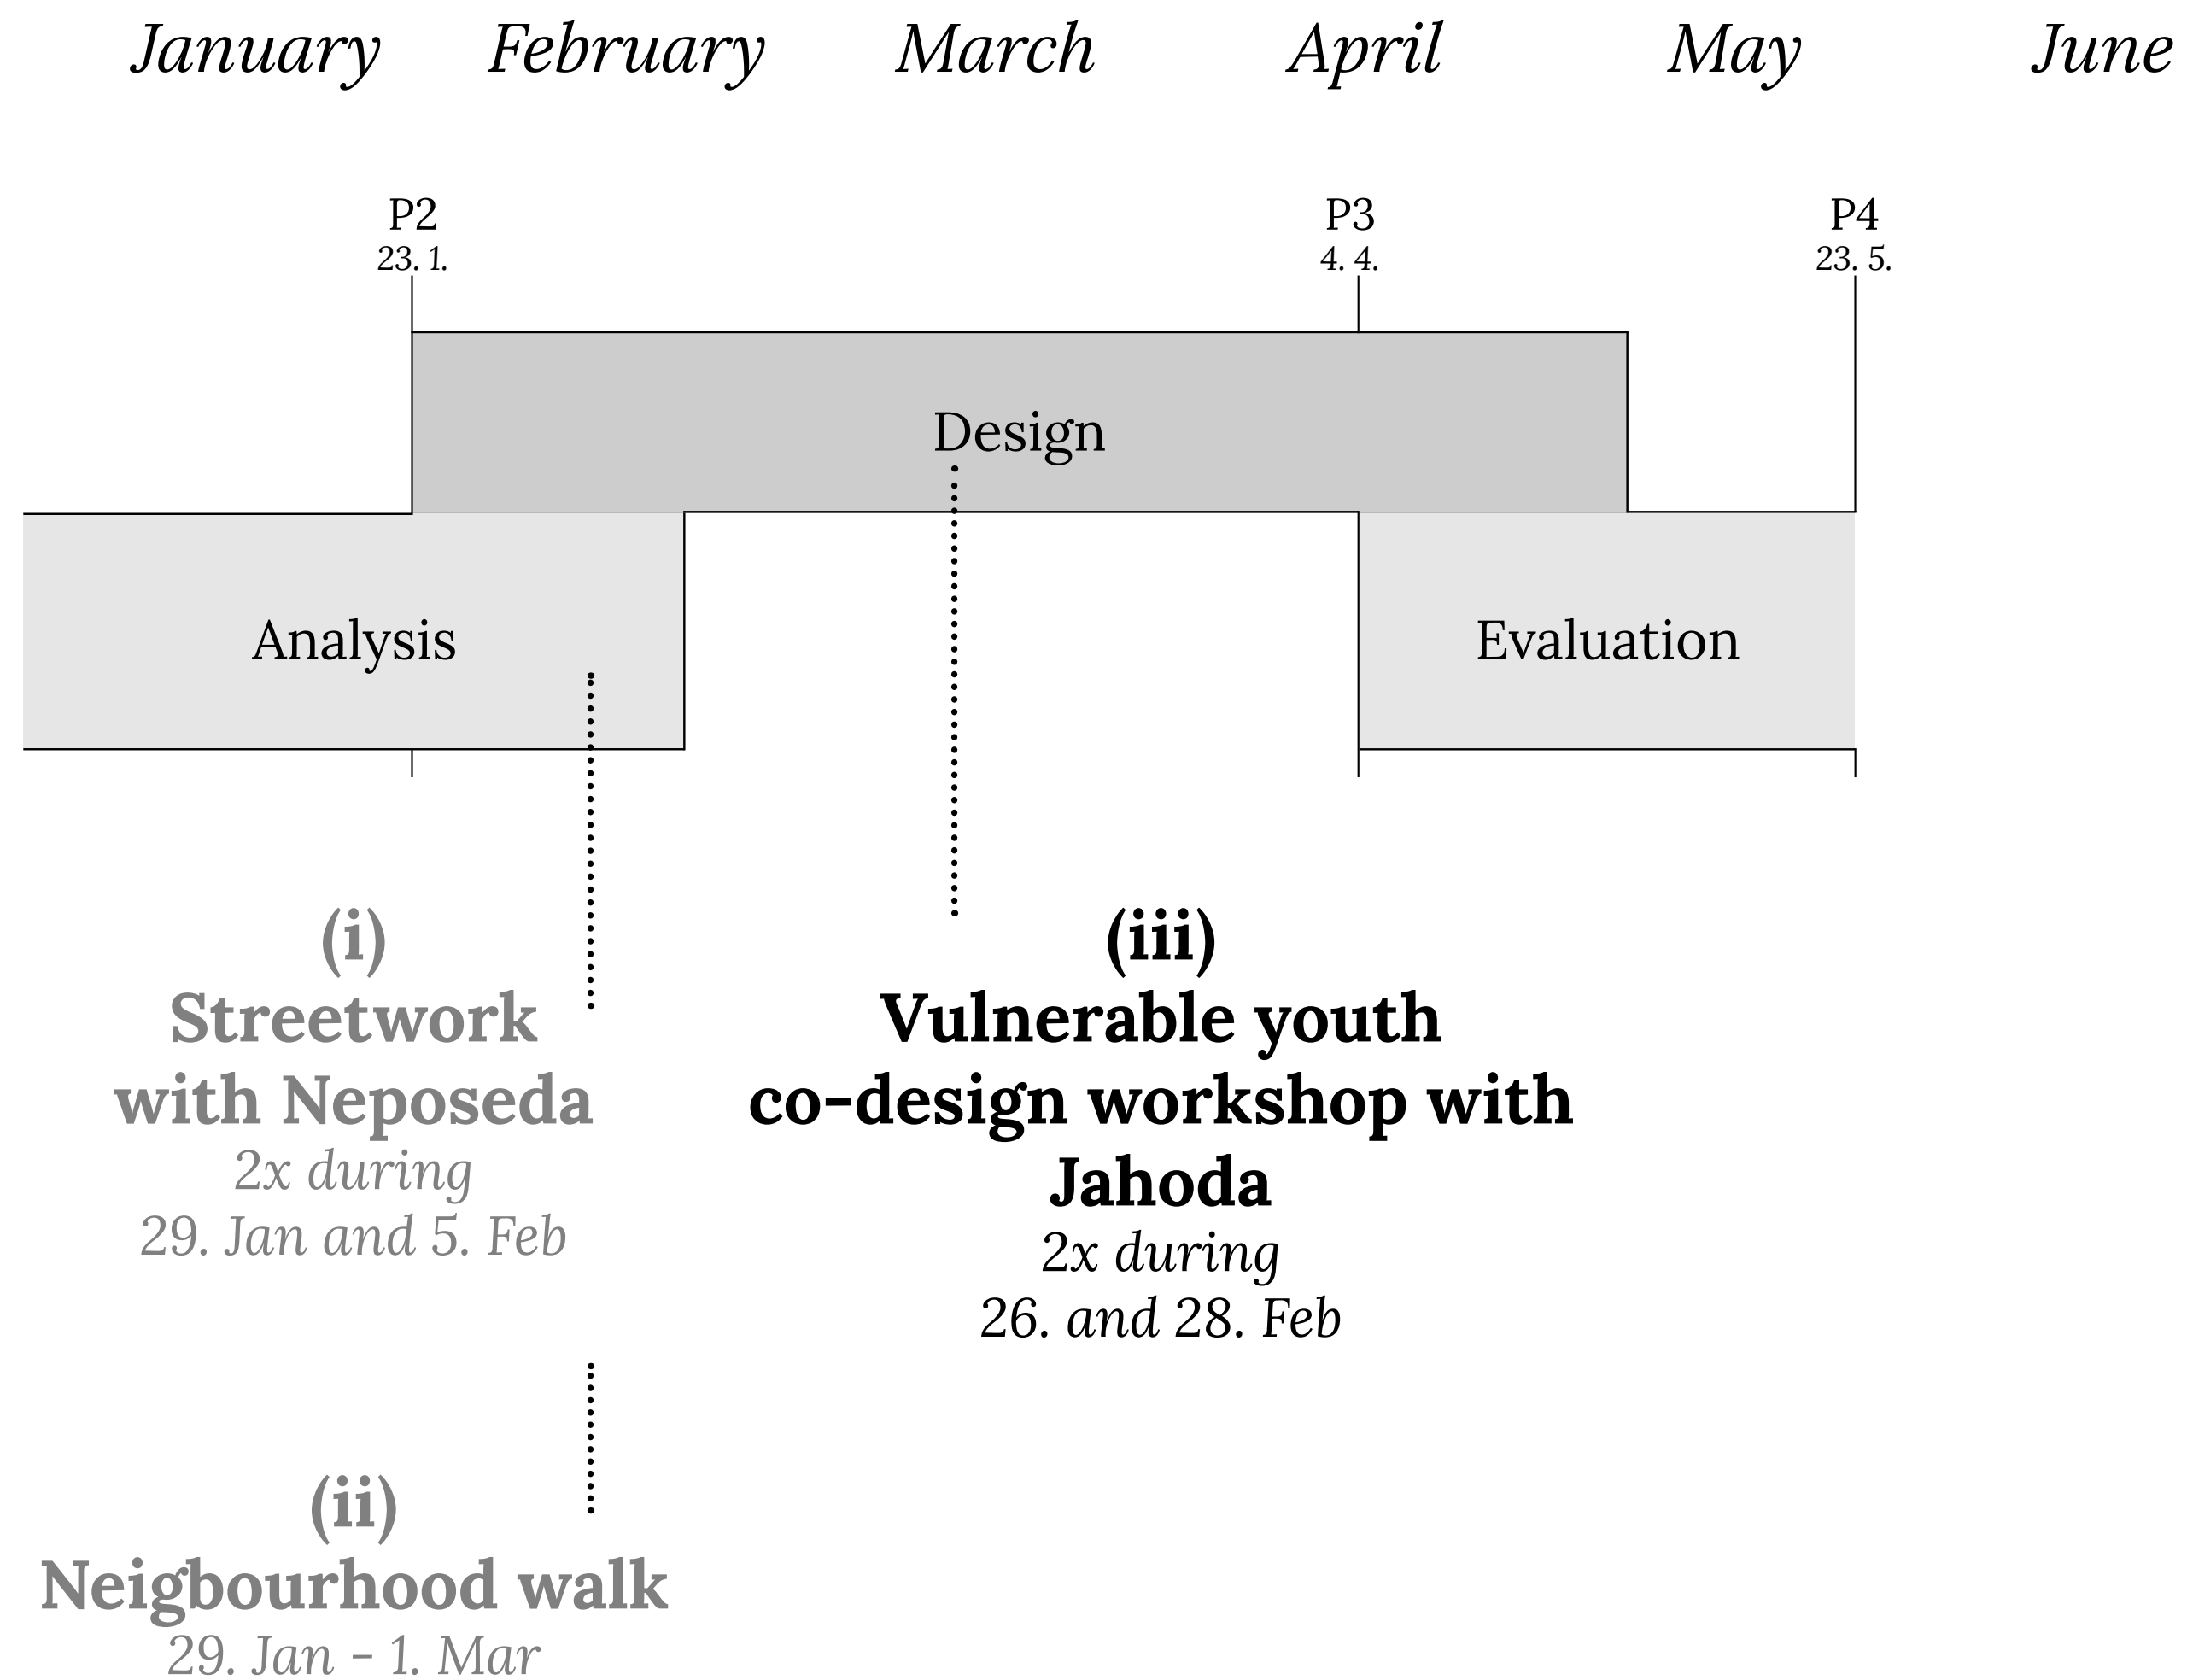 January February March April May June
P2
23. 1.
P3
4. 4.
P4
23. 5.
Design
Analysis
Evaluation
(i)
Streetwork
with Neposeda
2x during
29. Jan and 5. Feb
(iii)
Vulnerable youth
co-design workshop with
Jahoda
2x during
26. and 28. Feb
(ii)
Neigbourhood walk
29. Jan - 1. Mar